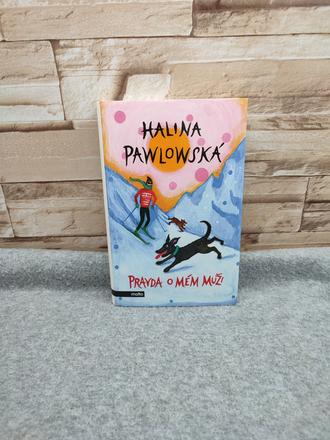 HALINA
PAWLOWSKÁ
PRAVDA O MÉM MUŽI
motto